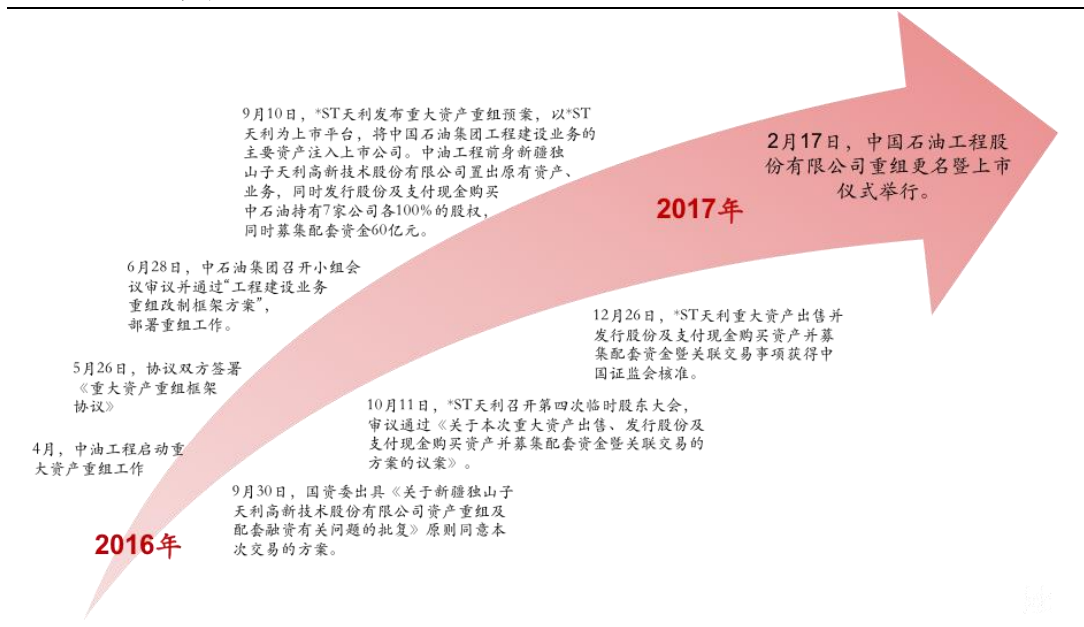 9月10日，*ST天利发布重大资产重组预案，以*ST
天利为上市平台，将中国石油集团工程建设业务的
主要资产注入上市公司。中油工程前身新疆独
山子天利高新技术股份有限公司置出原有资产、
业务，同时发行股份及支付现金购买
中石油持有7家公司各100%的股权，
同时募集配套资金60亿元。
2月17日，中国石油工程股
份有限公司重组更名暨上市
仪式举行。
2017年
6月28日，中石油集团召开小组会
议审议并通过“工程建设业务
重组改制框架方案”，
部署重组工作。
12月26日，*ST天利重大资产出售并
发行股份及支付现金购买资产并募
集配套资金暨关联交易事项获得中
国证监会核准。
5月26日，协议双方签署
《重大资产重组框架
协议》
10月11日，*ST天利召开第四次临时股东大会，
审议通过《关于本次重大资产出售、发行股份及
支付现金购买资产并募集配套资金暨关联交易的
方案的议案》。
4月，中油工程启动重
大资产重组工作
9月30日，国资委出具《关于新疆独山子
天利高新技术股份有限公司资产重组及
配套融资有关问题的批复》原则同意本
次交易的方案。
2016年